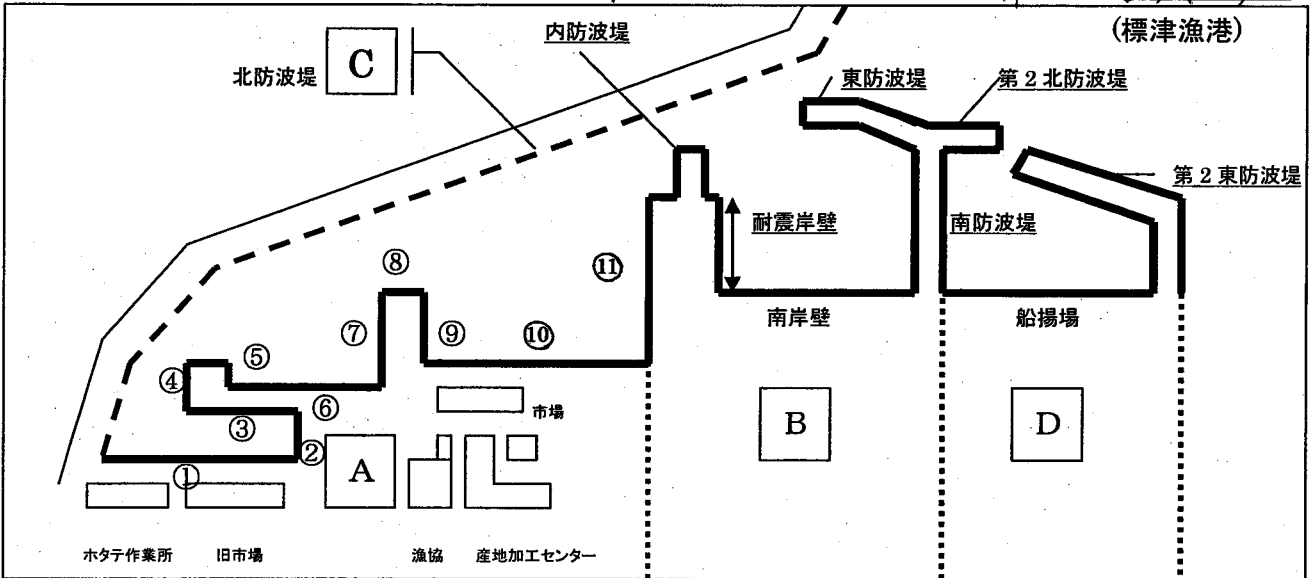 (標津漁港)
内防波堤
北防波堤
C
東防波堤
第2北防波堤
第2東防波堤
耐震岸壁
南防波堤
⑧
⑪
南岸壁
船揚場
⑦
⑨
⑩
⑤
④
⑥
③
市場
②
①
A
B
D
ホタテ作業所
旧市場
漁協
産地加工センター